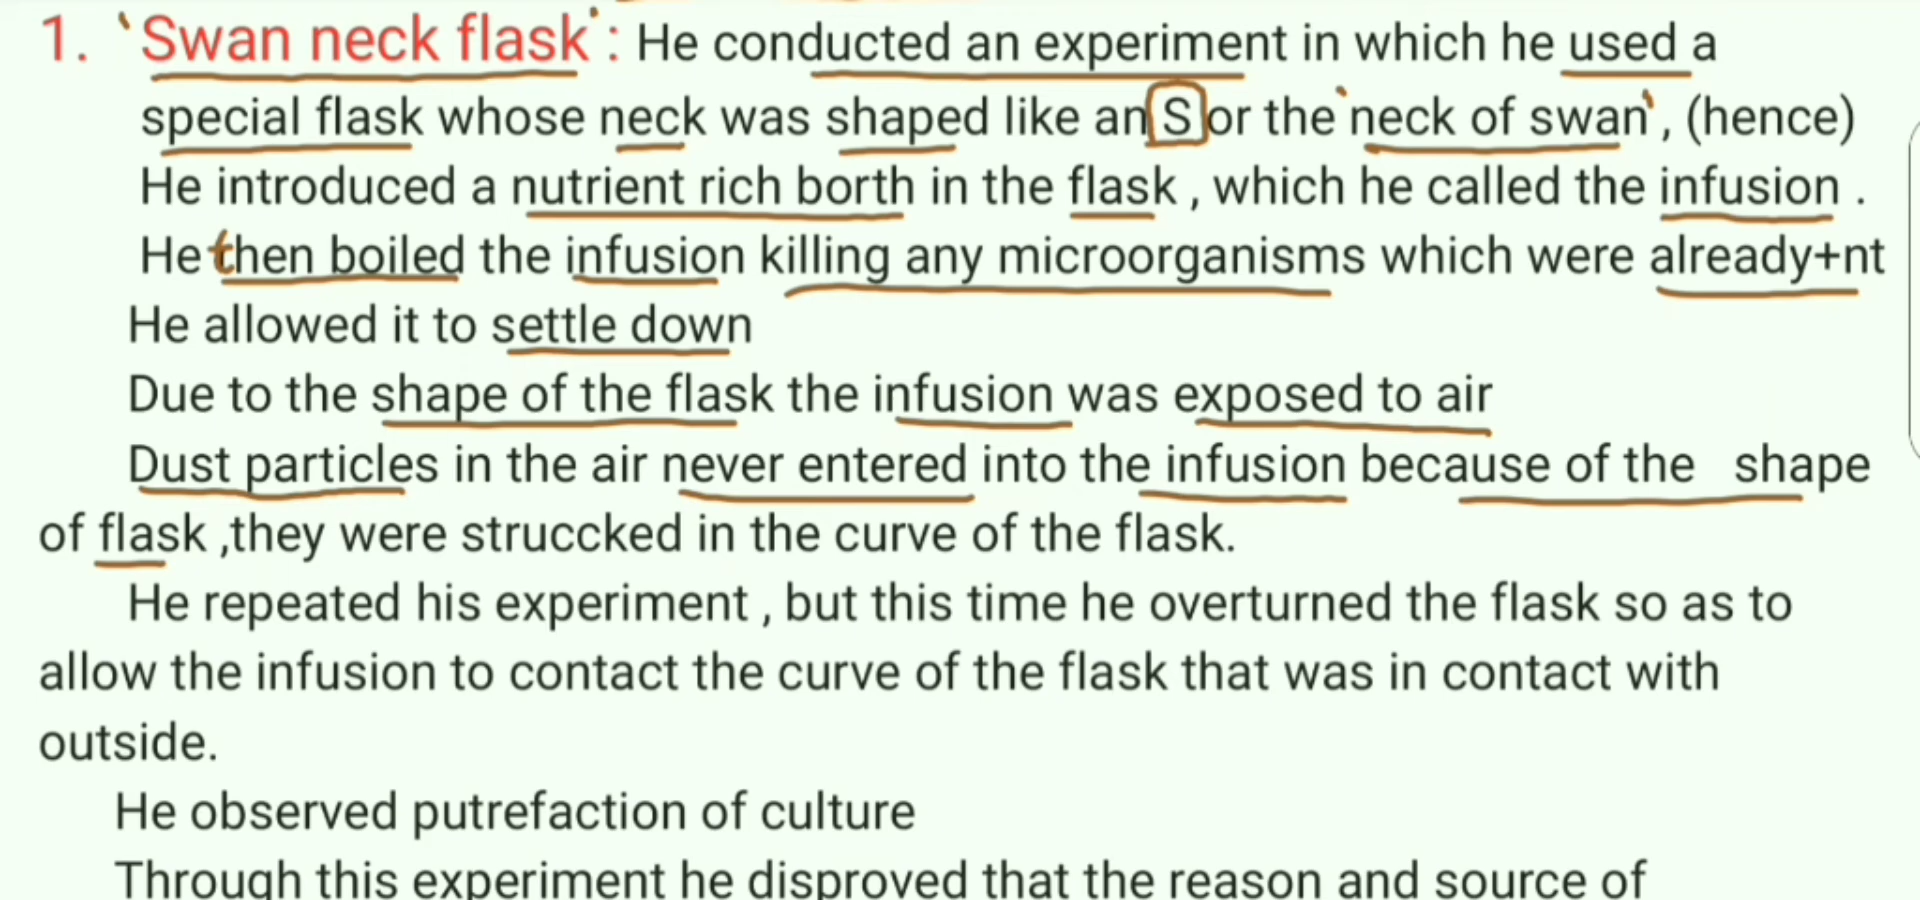 1. 'Swan neck flask': He conducted an experiment in which he used a
special flask whose neck was shaped like an S or the 'neck of swan', (hence)
He introduced a nutrient rich borth in the flask , which he called the infusion .
He then boiled the infusion killing any microorganisms which were already+nt
He allowed it to settle down
Due to the shape of the flask the infusion was exposed to air
Dust particles in the air never entered into the infusion because of the shape
of flask ,they were struccked in the curve of the flask.
He repeated his experiment , but this time he overturned the flask so as to
allow the infusion to contact the curve of the flask that was in contact with
outside.
He observed putrefaction of culture
Through this experiment he disproved that the reason and source of